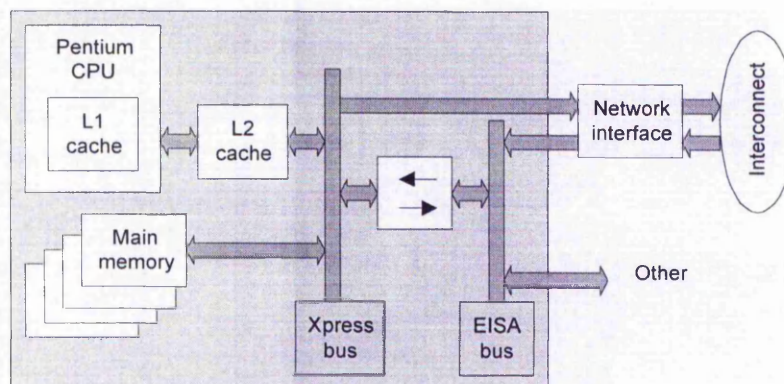 Pentium
CPU
L1
cache
L2
cache
Main
memory
Xpress
bus
EISA
bus
Network
interface
Interconnect
Other